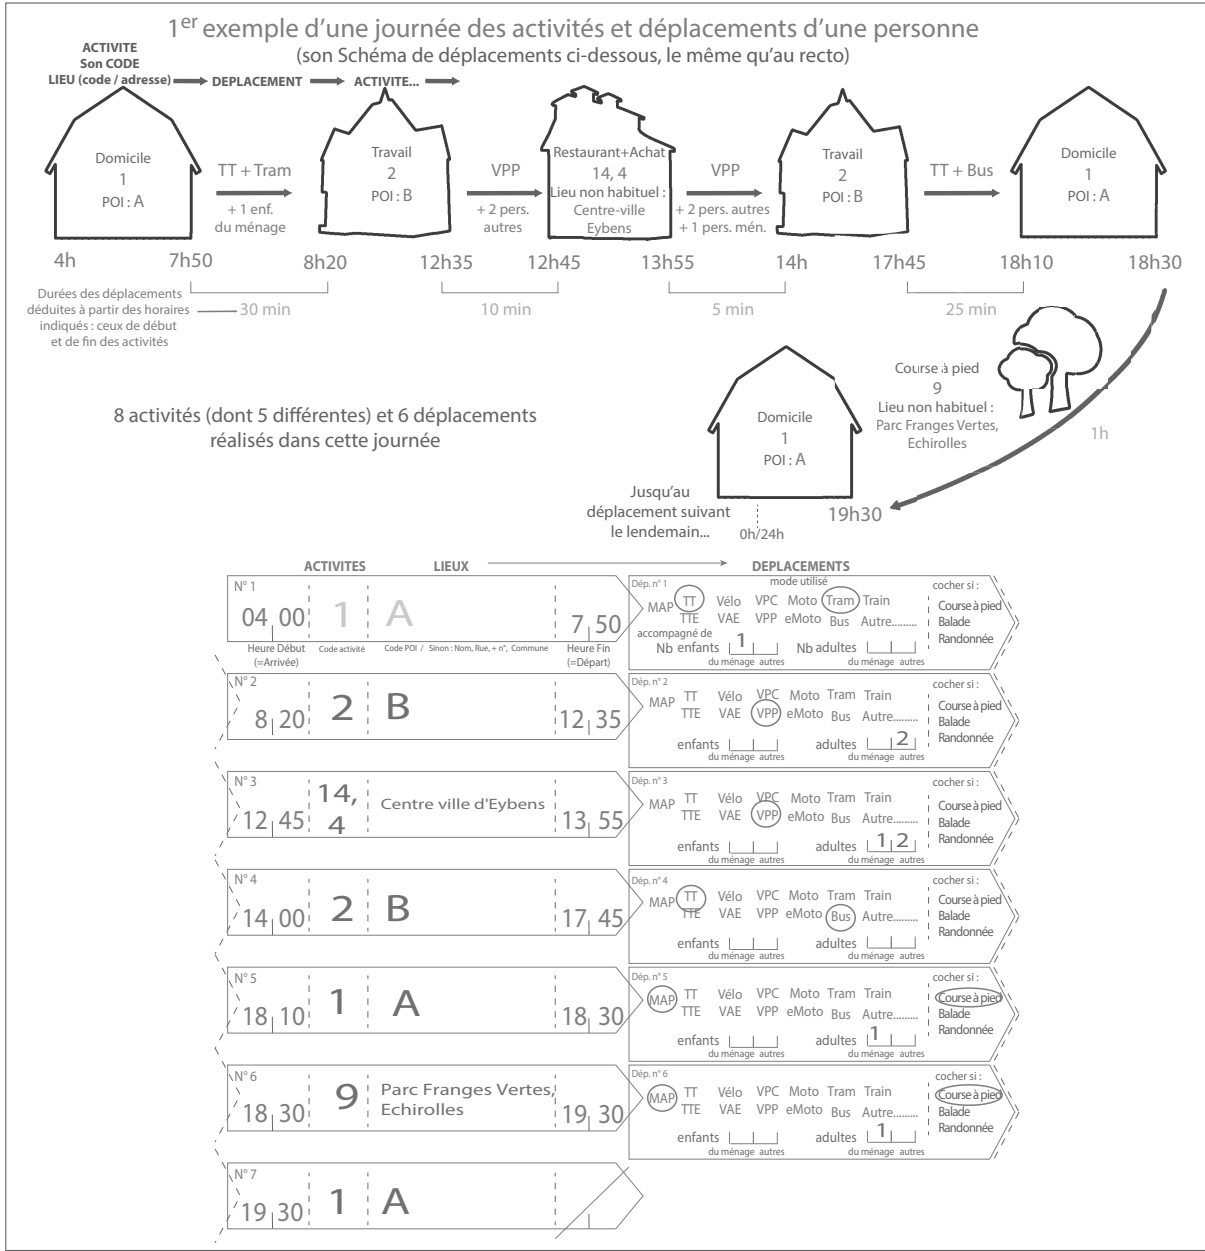 1er exemple d'une journée des activités et déplacements d'une personne
(son Schéma de déplacements ci-dessous, le même qu'au recto)
ACTIVITE
Son CODE
LIEU (code / adresse)
DEPLACEMENT
ACTIVITE...
Domicile
1
POI : A
TT + Tram
+ 1 enf.
du ménage
Travail
2
POI : B
VPP
+ 2 pers.
autres
Restaurant+Achat
14, 4
Lieu non habituel :
Centre-ville
Eybens
VPP
+ 2 pers. autres
+ 1 pers. mén.
Travail
2
POI : B
TT + Bus
Domicile
1
POI : A
4h 7h50 8h20 12h35 12h45 13h55 14h 17h45 18h10 18h30
Durées des déplacements
déduites à partir des horaires
indiqués : ceux de début
et de fin des activités
30 min 10 min 5 min 25 min
Course à pied
9
Lieu non habituel :
Parc Franges Vertes,
Echirolles
1h
8 activités (dont 5 différentes) et 6 déplacements
réalisés dans cette journée
Domicile
1
POI : A
Jusqu'au
déplacement suivant
le lendemain...
0h/24h
19h30
ACTIVITES LIEUX DEPLACEMENTS
N° 1
04 00 1 A 7 50
Heure Début
(=Arrivée)
Code activité
Code POI / Sinon : Nom, Rue, + n°, Commune
Heure Fin
(=Départ)
Dép. n° 1
mode utilisé
cocher si :
MAP TT Vélo VPC Moto Tram Train
TTE VAE VPP eMoto Bus Autre.........
accompagné de
Nb enfants 1 Nb adultes
du ménage autres du ménage autres
Course à pied
Balade
Randonnée
N° 2
8 20 2 B 12 35
Dép. n° 2
cocher si :
MAP TT Vélo VPC Moto Tram Train
TTE VAE VPP eMoto Bus Autre.........
enfants adultes 2
du ménage autres du ménage autres
Course à pied
Balade
Randonnée
N° 3
12 45 14, 4 Centre ville d'Eybens 13 55
Dép. n° 3
cocher si :
MAP TT Vélo VPC Moto Tram Train
TTE VAE VPP eMoto Bus Autre.........
enfants adultes 1 2
du ménage autres du ménage autres
Course à pied
Balade
Randonnée
N° 4
14 00 2 B 17 45
Dép. n° 4
cocher si :
MAP TT Vélo VPC Moto Tram Train
TTE VAE VPP eMoto Bus Autre.........
enfants adultes
du ménage autres du ménage autres
Course à pied
Balade
Randonnée
N° 5
18 10 1 A 18 30
Dép. n° 5
cocher si :
MAP TT Vélo VPC Moto Tram Train
TTE VAE VPP eMoto Bus Autre.........
enfants adultes 1
du ménage autres du ménage autres
Course à pied
Balade
Randonnée
N° 6
18 30 9 Parc Franges Vertes,
Echirolles
19 30
Dép. n° 6
cocher si :
MAP TT Vélo VPC Moto Tram Train
TTE VAE VPP eMoto Bus Autre.........
enfants adultes 1
du ménage autres du ménage autres
Course à pied
Balade
Randonnée
N° 7
19 30 1 A